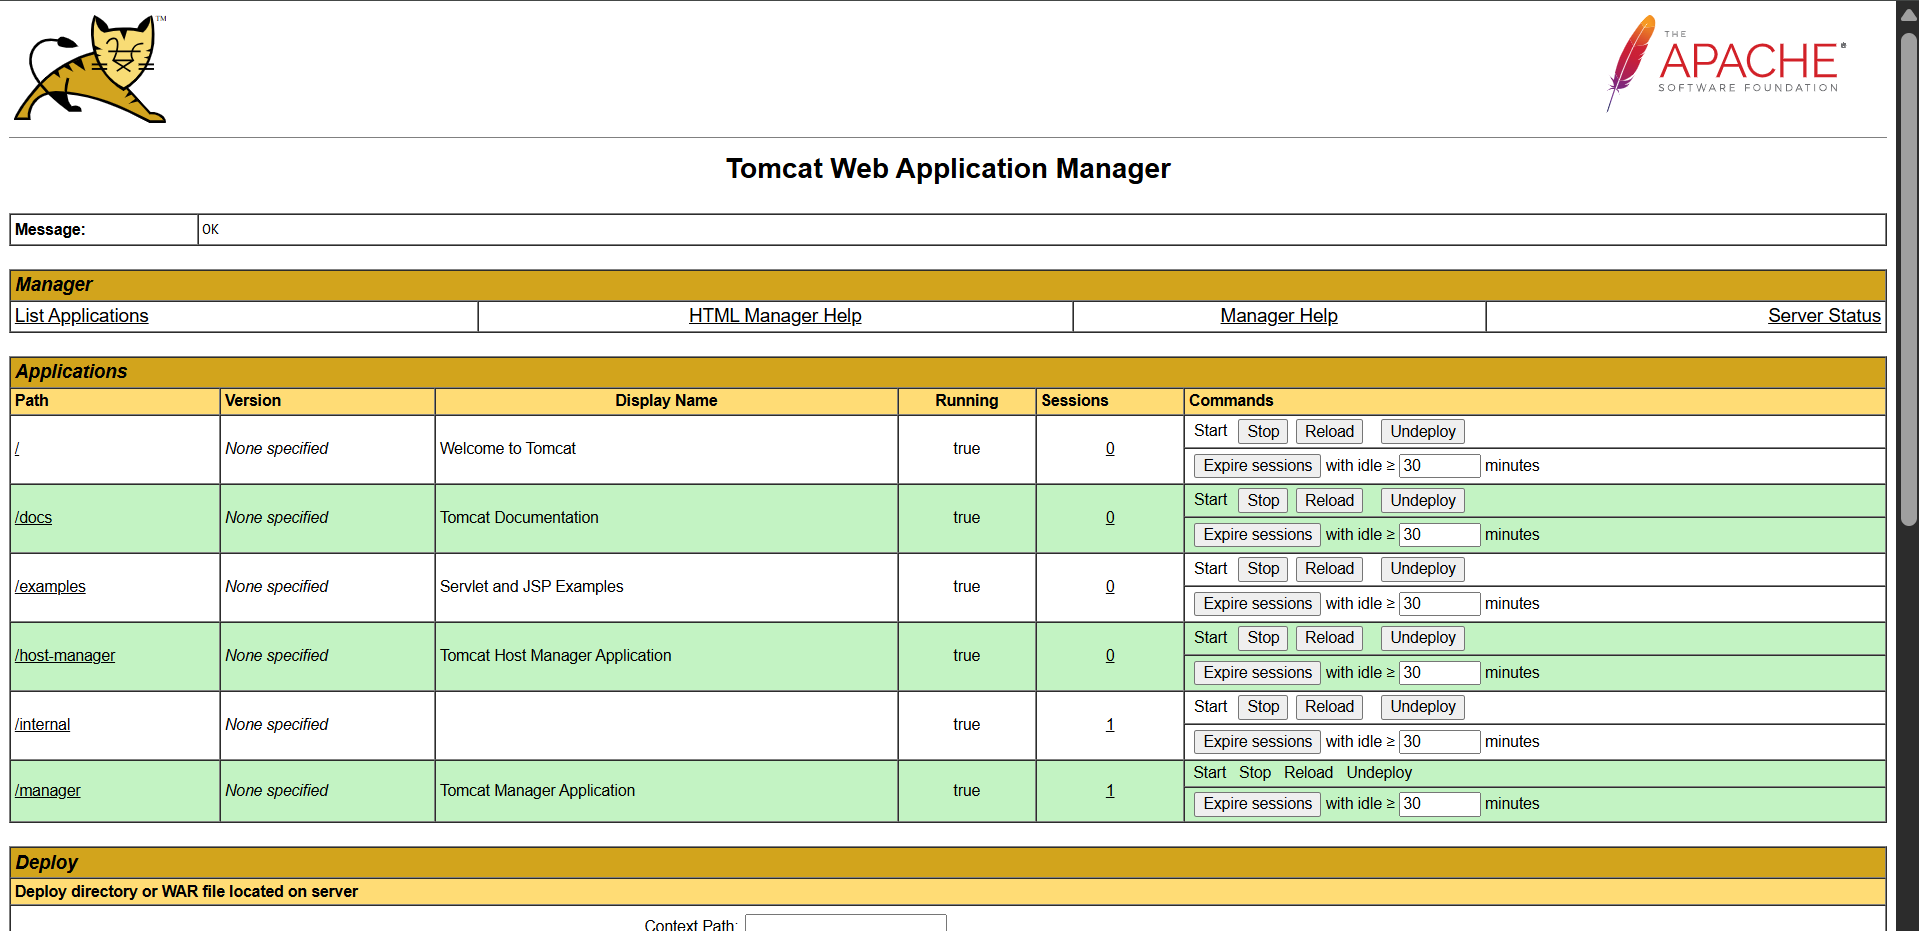 TM
THE
APACHE®
SOFTWARE FOUNDATION
Tomcat Web Application Manager
Message: OK
Manager
List Applications HTML Manager Help Manager Help Server Status
Applications
Path Version Display Name Running Sessions Commands
/ None specified Welcome to Tomcat true 0 Start Stop Reload Undeploy
Expire sessions with idle ≥ 30 minutes
/docs None specified Tomcat Documentation true 0 Start Stop Reload Undeploy
Expire sessions with idle ≥ 30 minutes
/examples None specified Servlet and JSP Examples true 0 Start Stop Reload Undeploy
Expire sessions with idle ≥ 30 minutes
/host-manager None specified Tomcat Host Manager Application true 0 Start Stop Reload Undeploy
Expire sessions with idle ≥ 30 minutes
/internal None specified true 1 Start Stop Reload Undeploy
Expire sessions with idle ≥ 30 minutes
/manager None specified Tomcat Manager Application true 1 Start Stop Reload Undeploy
Expire sessions with idle ≥ 30 minutes
Deploy
Deploy directory or WAR file located on server
Context Path: